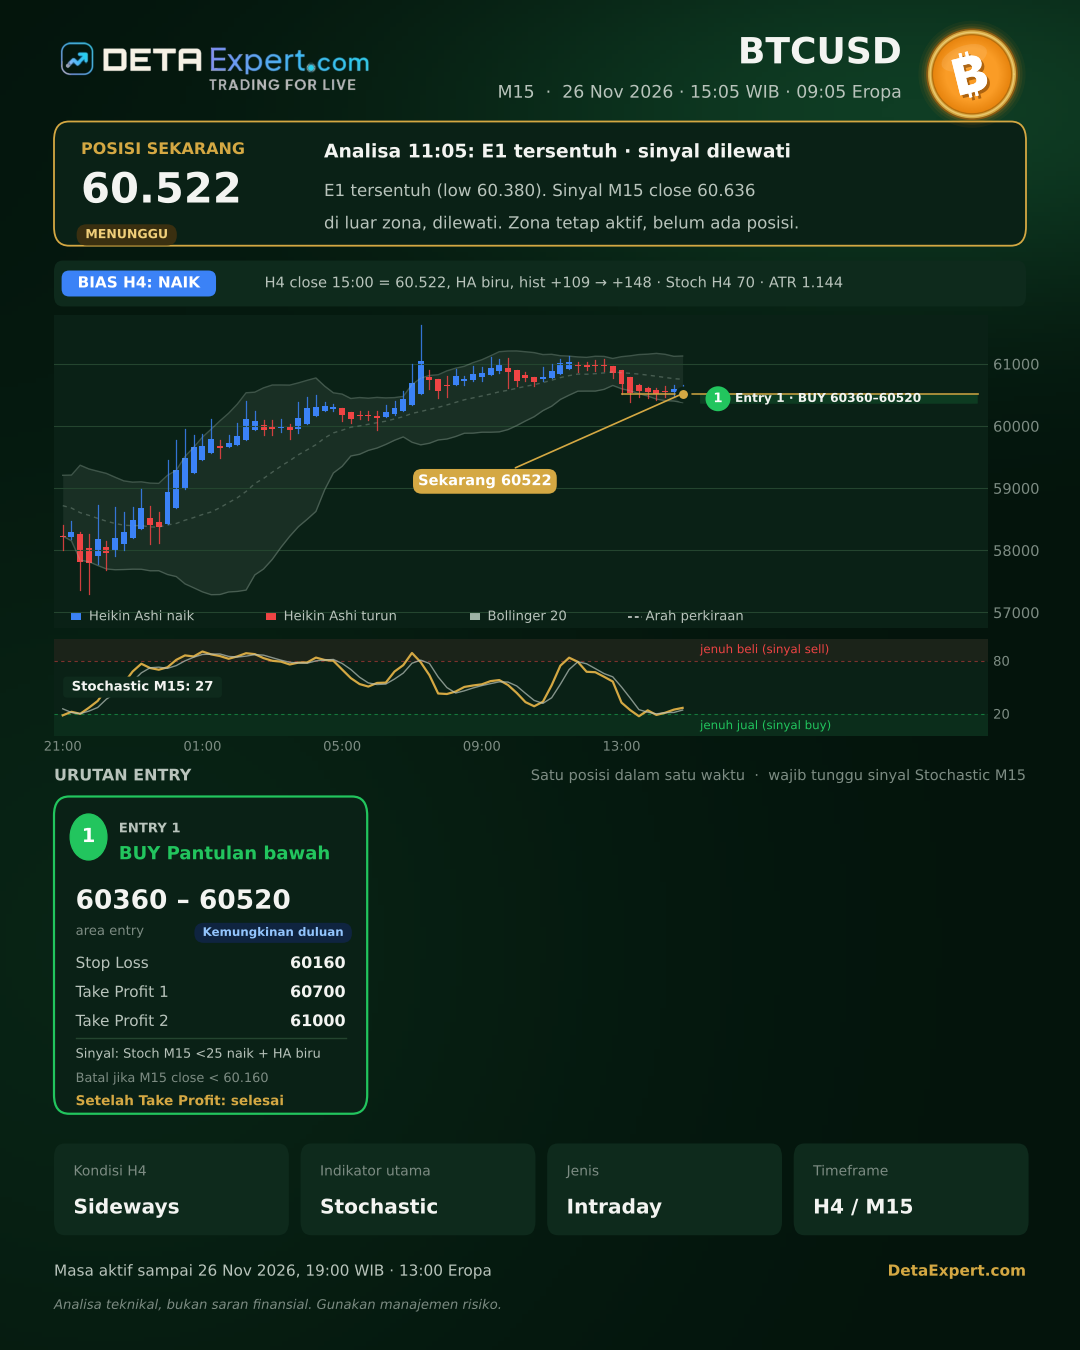 DETA Expert.com
TRADING FOR LIVE
BTCUSD
M15 · 26 Nov 2026 · 15:05 WIB · 09:05 Eropa
B
POSISI SEKARANG
60.522
MENUNGGU
Analisa 11:05: E1 tersentuh · sinyal dilewati
E1 tersentuh (low 60.380). Sinyal M15 close 60.636
di luar zona, dilewati. Zona tetap aktif, belum ada posisi.
BIAS H4: NAIK
H4 close 15:00 = 60.522, HA biru, hist +109 → +148 · Stoch H4 70 · ATR 1.144
61000
1 Entry 1 · BUY 60360–60520
60000
Sekarang 60522
59000
58000
57000
Heikin Ashi naik
Heikin Ashi turun
Bollinger 20
Arah perkiraan
jenuh beli (sinyal sell)
80
Stochastic M15: 27
20
jenuh jual (sinyal buy)
21:00 01:00 05:00 09:00 13:00
URUTAN ENTRY
Satu posisi dalam satu waktu · wajib tunggu sinyal Stochastic M15
1
ENTRY 1
BUY Pantulan bawah
60360 – 60520
area entry
Kemungkinan duluan
Stop Loss 60160
Take Profit 1 60700
Take Profit 2 61000
Sinyal: Stoch M15 <25 naik + HA biru
Batal jika M15 close < 60.160
Setelah Take Profit: selesai
Kondisi H4
Sideways
Indikator utama
Stochastic
Jenis
Intraday
Timeframe
H4 / M15
Masa aktif sampai 26 Nov 2026, 19:00 WIB · 13:00 Eropa
DetaExpert.com
Analisa teknikal, bukan saran finansial. Gunakan manajemen risiko.